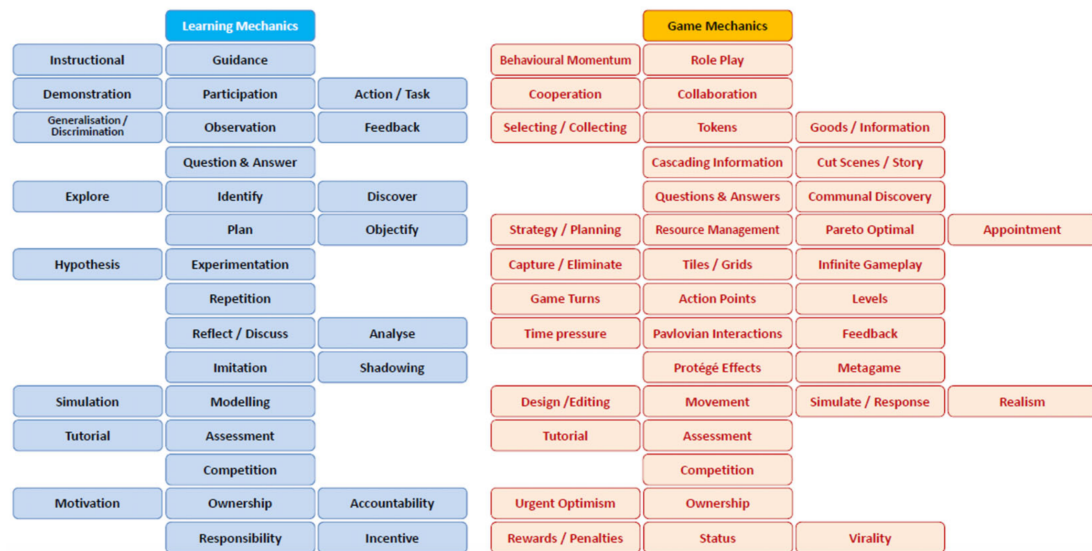 Learning Mechanics Game Mechanics
Instructional Guidance Behavioural Momentum Role Play
Demonstration Participation Action / Task Cooperation Collaboration
Generalisation /
Discrimination Observation Feedback Selecting / Collecting Tokens Goods / Information
Question & Answer Cascading Information Cut Scenes / Story
Explore Identify Discover Questions & Answers Communal Discovery
Plan Objectify Strategy / Planning Resource Management Pareto Optimal Appointment
Hypothesis Experimentation Capture / Eliminate Tiles / Grids Infinite Gameplay
Repetition Game Turns Action Points Levels
Reflect / Discuss Analyse Time pressure Pavlovian Interactions Feedback
Imitation Shadowing Protégé Effects Metagame
Simulation Modelling Design /Editing Movement Simulate / Response Realism
Tutorial Assessment Tutorial Assessment
Competition Competition
Motivation Ownership Accountability Urgent Optimism Ownership
Responsibility Incentive Rewards / Penalties Status Virality